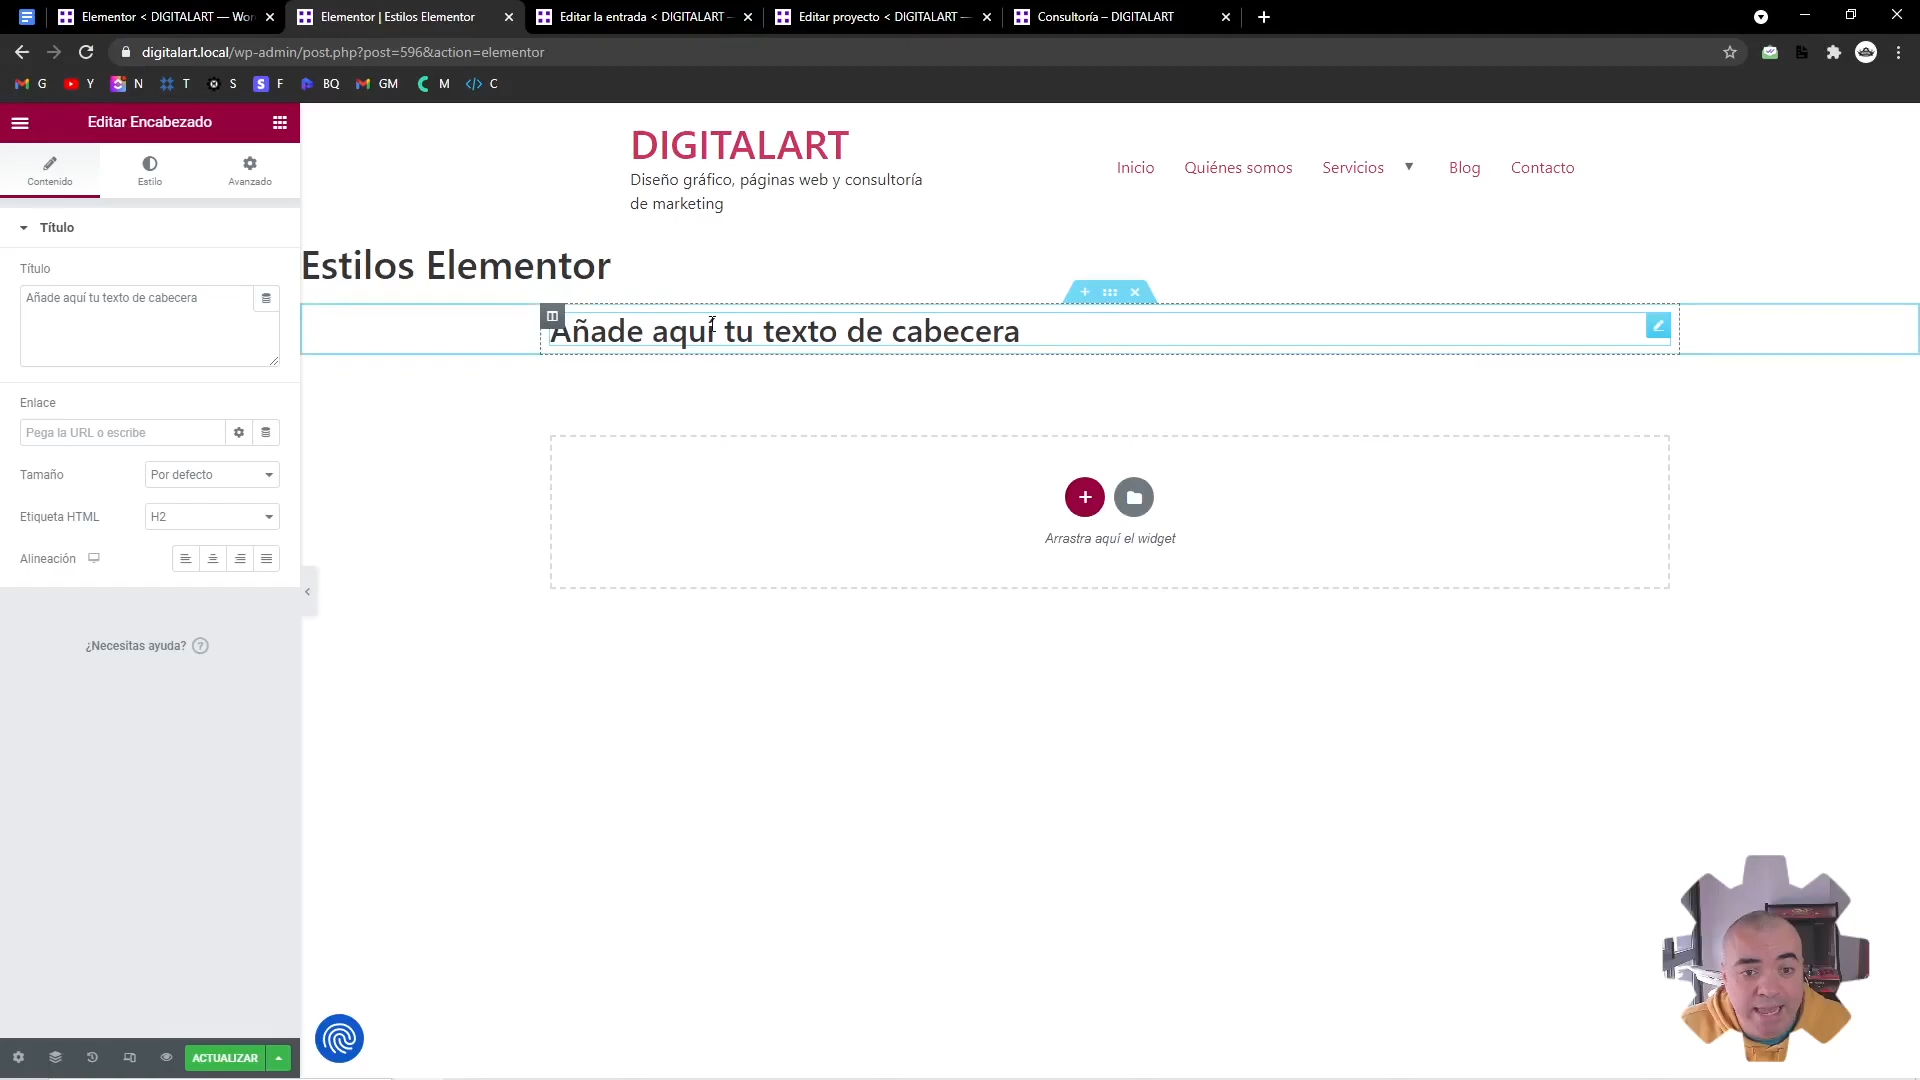 Elementor < DIGITALART — Wor
Elementor | Estilos Elementor
Editar la entrada < DIGITALART –
Editar proyecto < DIGITALART —
Consultoría – DIGITALART
digitalart.local/wp-admin/post.php?post=596&action=elementor
G
Y
N
T
S
F
BQ
GM
M
C
Editar Encabezado
Contenido
Estilo
Avanzado
Título
Título
Añade aquí tu texto de cabecera
Enlace
Pega la URL o escribe
Tamaño
Por defecto
Etiqueta HTML
H2
Alineación
¿Necesitas ayuda?
ACTUALIZAR
DIGITALART
Diseño gráfico, páginas web y consultoría
de marketing
Inicio
Quiénes somos
Servicios
Blog
Contacto
Estilos Elementor
Añade aquí tu texto de cabecera
Arrastra aquí el widget